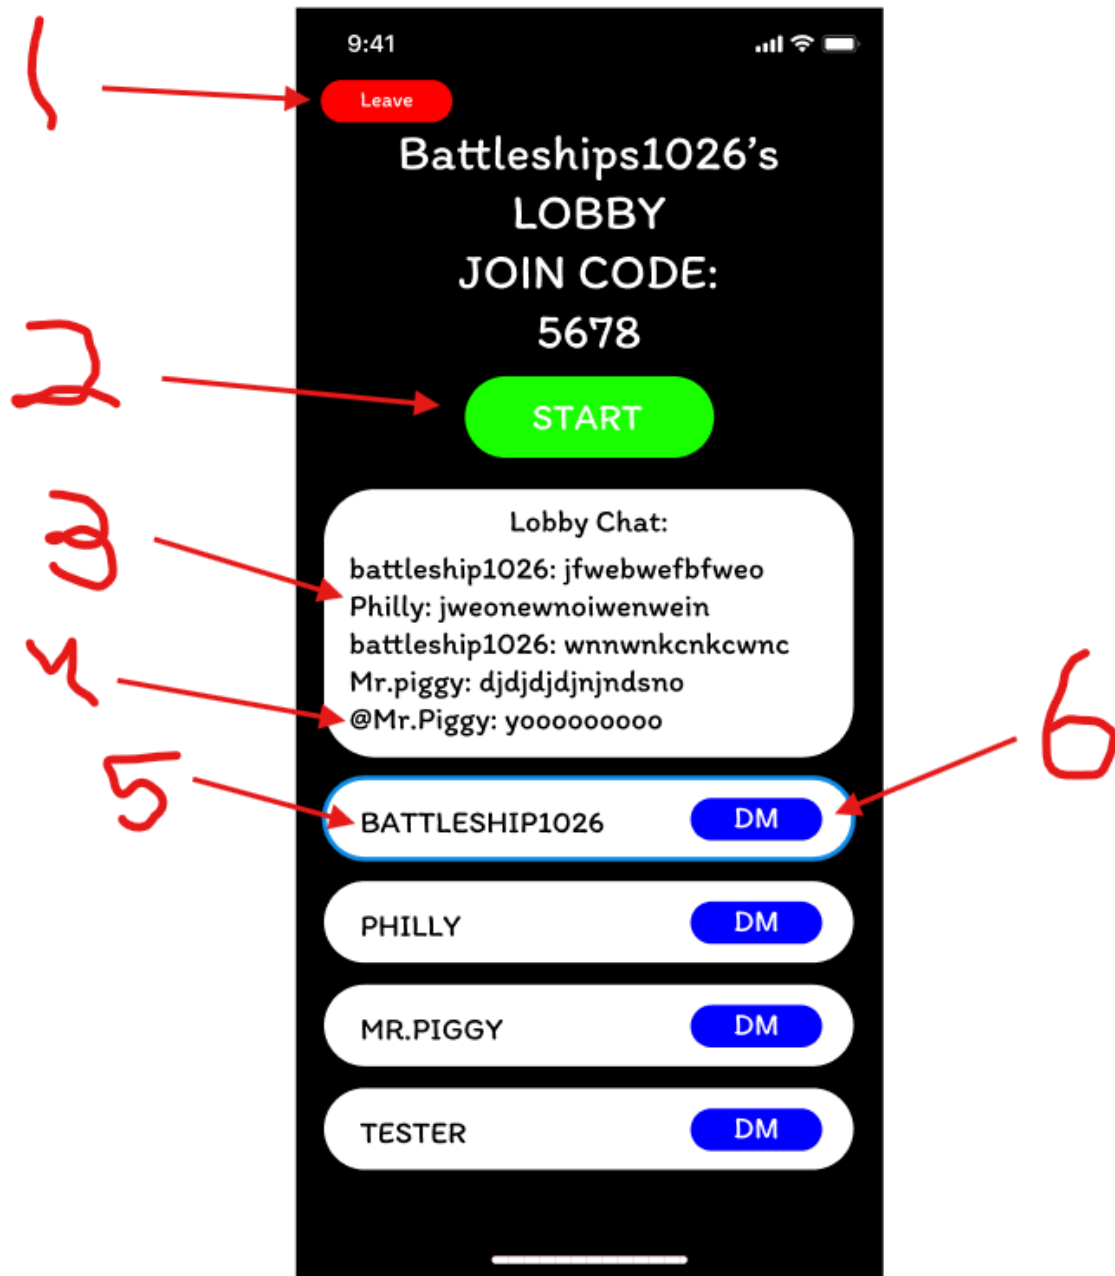 1
9:41
Leave
Battleships1026's
LOBBY
JOIN CODE:
5678
2
START
3
Lobby Chat:
battleship1026: jfwebwefbfweo
Philly: jweonewnoiwenwein
battleship1026: wnnwnkcnkcwnc
Mr.piggy: djdjdjdjnjndsno
4
@Mr.Piggy: yooooooooo
5
6
BATTLESHIP1026 DM
PHILLY DM
MR.PIGGY DM
TESTER DM